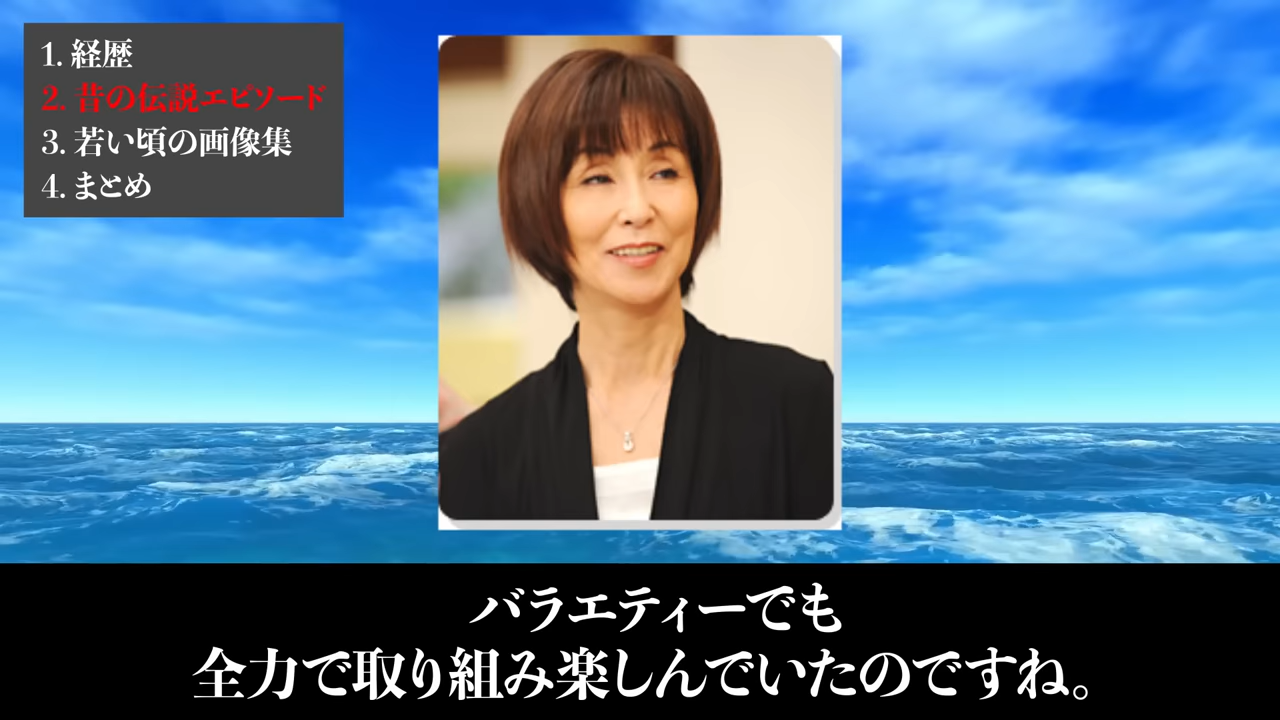 1. 経歴
2. 昔の伝説エピソード
3. 若い頃の画像集
4. まとめ
バラエティーでも
全力で取り組み楽しんでいたのですね。